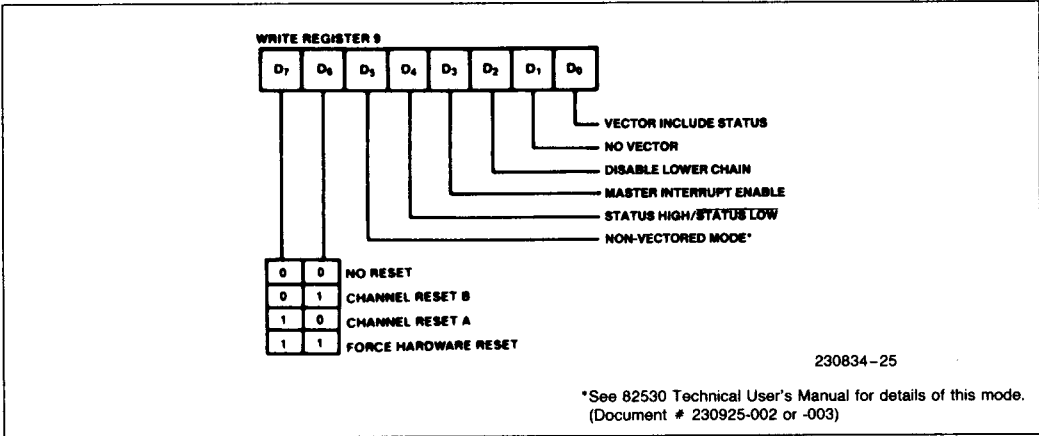 WRITE REGISTER 9
D7 D6 D5 D4 D3 D2 D1 D0
VECTOR INCLUDE STATUS
NO VECTOR
DISABLE LOWER CHAIN
MASTER INTERRUPT ENABLE
STATUS HIGH/STATUS LOW
NON-VECTORED MODE*
0 0 NO RESET
0 1 CHANNEL RESET B
1 0 CHANNEL RESET A
1 1 FORCE HARDWARE RESET
230834–25
*See 82530 Technical User's Manual for details of this mode.
(Document # 230925-002 or -003)